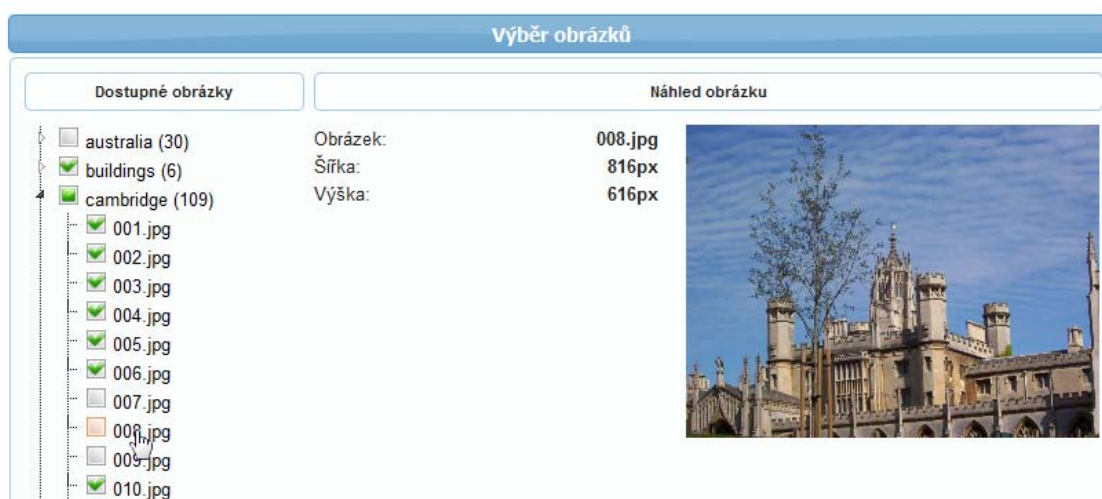 Výběr obrázků
Dostupné obrázky
Náhled obrázku
australia (30)
buildings (6)
cambridge (109)
001.jpg
002.jpg
003.jpg
004.jpg
005.jpg
006.jpg
007.jpg
008.jpg
009.jpg
010.jpg
Obrázek: 008.jpg
Šířka: 816px
Výška: 616px